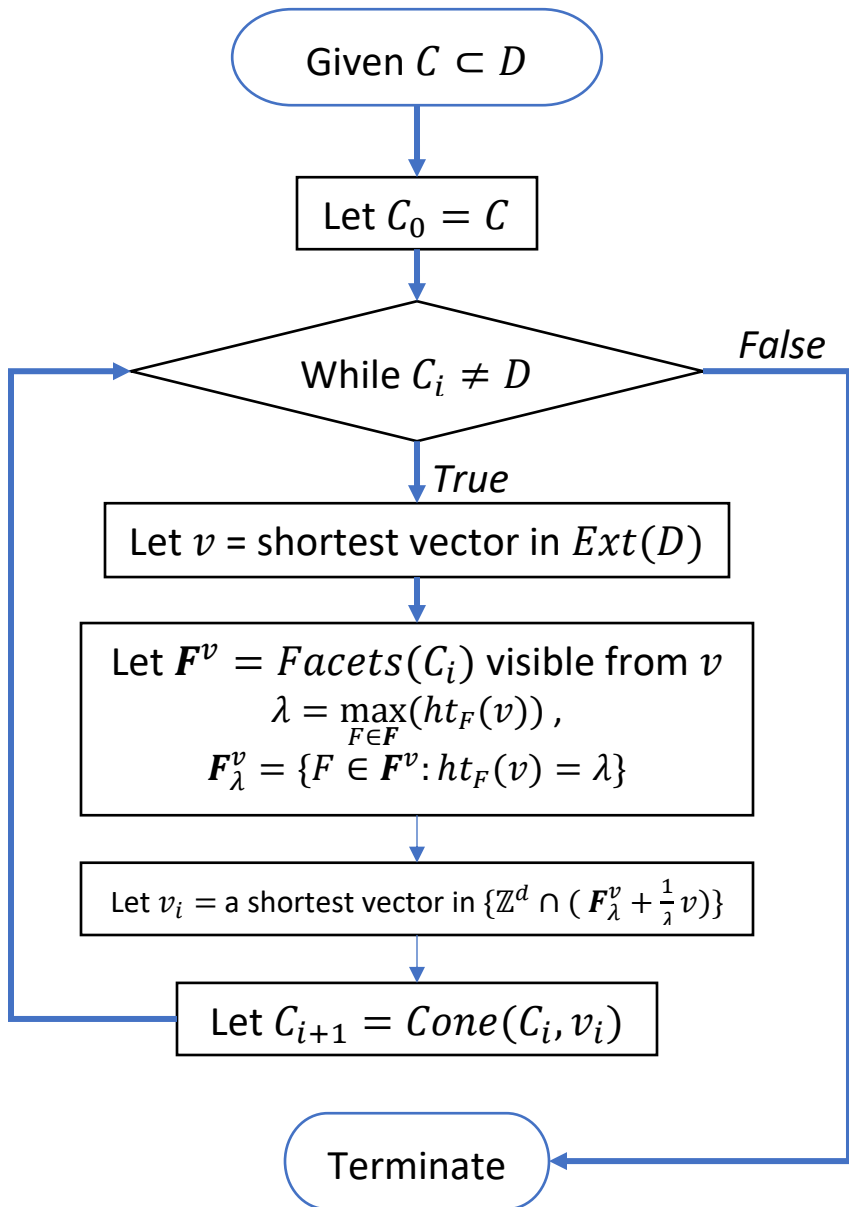 Given C ⊂ D
Let C₀ = C
While Cᵢ ≠ D
False
True
Let v = shortest vector in Ext(D)
Let 𝑭ᵛ = Facets(Cᵢ) visible from v
λ = max_{F∈𝑭}(ht_F(v)) ,
𝑭ᵛ_λ = {F ∈ 𝑭ᵛ: ht_F(v) = λ}
Let vᵢ = a shortest vector in {ℤᵈ ∩ ( 𝑭ᵛ_λ + 1/λ v)}
Let Cᵢ₊₁ = Cone(Cᵢ, vᵢ)
Terminate